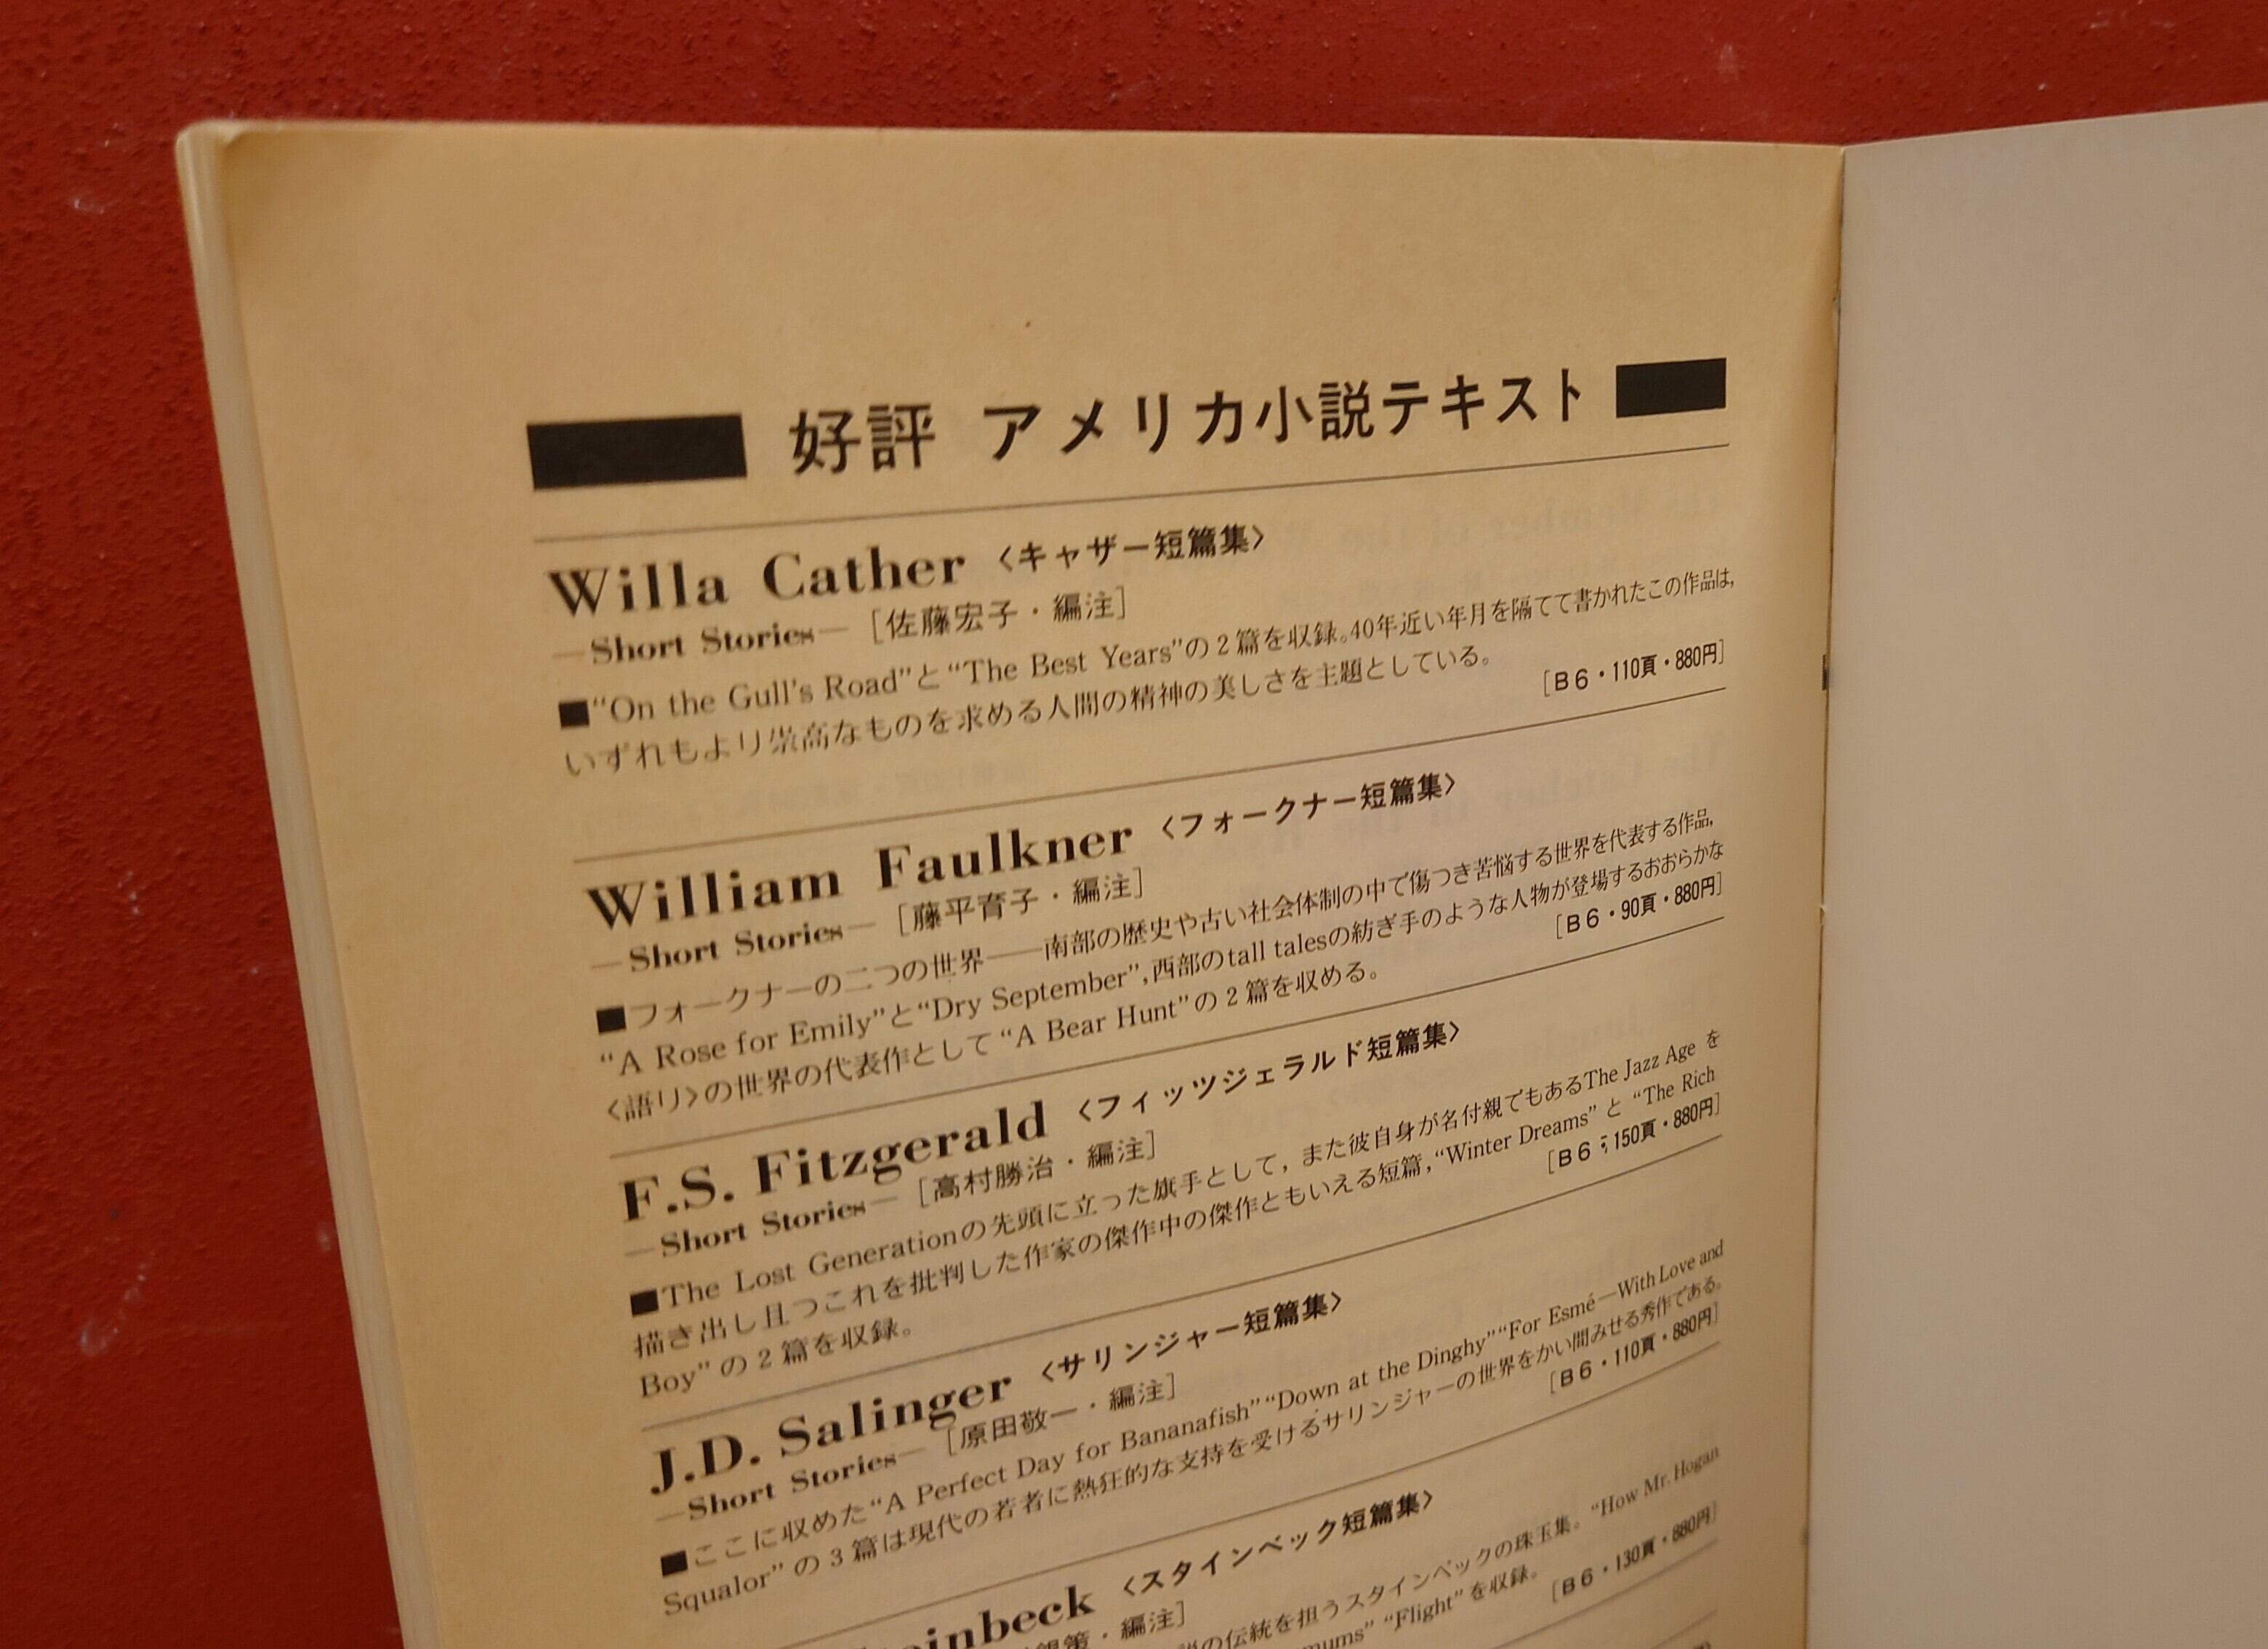 好評 アメリカ小説テキスト
Willa Cather 〈キャザー短篇集〉
—Short Stories— [佐藤宏子・編注]
■“On the Gull's Road”と“The Best Years”の2篇を収録。40年近い年月を隔てて書かれたこの作品は,
いずれもより崇高なものを求める人間の精神の美しさを主題としている。
[B6・110頁・880円]
William Faulkner 〈フォークナー短篇集〉
—Short Stories— [藤平育子・編注]
■フォークナーの二つの世界——南部の歴史や古い社会体制の中で傷つき苦悩する世界を代表する作品,
“A Rose for Emily”と“Dry September”,西部のtall talesの紡ぎ手のような人物が登場するおおらかな
〈語り〉の世界の代表作として“A Bear Hunt”の2篇を収める。
[B6・90頁・880円]
F.S. Fitzgerald 〈フィッツジェラルド短篇集〉
—Short Stories— [高村勝治・編注]
■The Lost Generationの先頭に立った旗手として, また彼自身が名付親でもあるThe Jazz Age を
描き出し且つこれを批判した作家の傑作中の傑作ともいえる短篇,“Winter Dreams” と “The Rich
Boy”の2篇を収録。
[B6・150頁・880円]
J.D. Salinger 〈サリンジャー短篇集〉
—Short Stories— [原田敬一・編注]
■ここに収めた“A Perfect Day for Bananafish”“Down at the Dinghy”“For Esmé—With Love and
Squalor”の3篇は現代の若者に熱狂的な支持を受けるサリンジャーの世界をかい間みせる秀作である。
[B6・110頁・880円]
〈スタインベック短篇集〉
・編注]
の伝統を担うスタインベックの珠玉集。“How Mr. Hogan
“Flight”を収録。
[B6・130頁・880円]